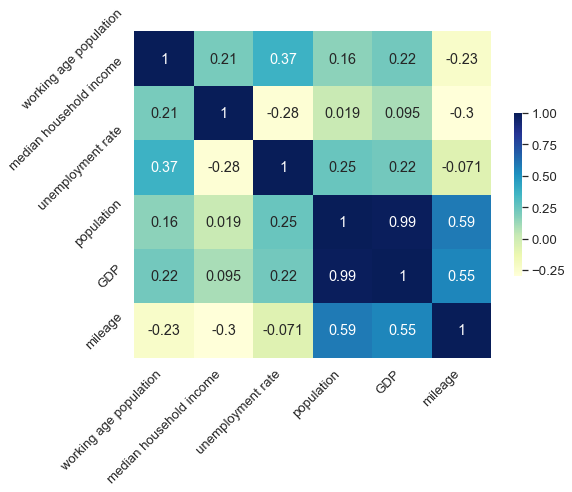 working age population
1 0.21 0.37 0.16 0.22 -0.23
median household income
0.21 1 -0.28 0.019 0.095 -0.3
unemployment rate
0.37 -0.28 1 0.25 0.22 -0.071
population
0.16 0.019 0.25 1 0.99 0.59
GDP
0.22 0.095 0.22 0.99 1 0.55
mileage
-0.23 -0.3 -0.071 0.59 0.55 1
working age population
median household income
unemployment rate
population
GDP
mileage
1.00
0.75
0.50
0.25
0.00
-0.25